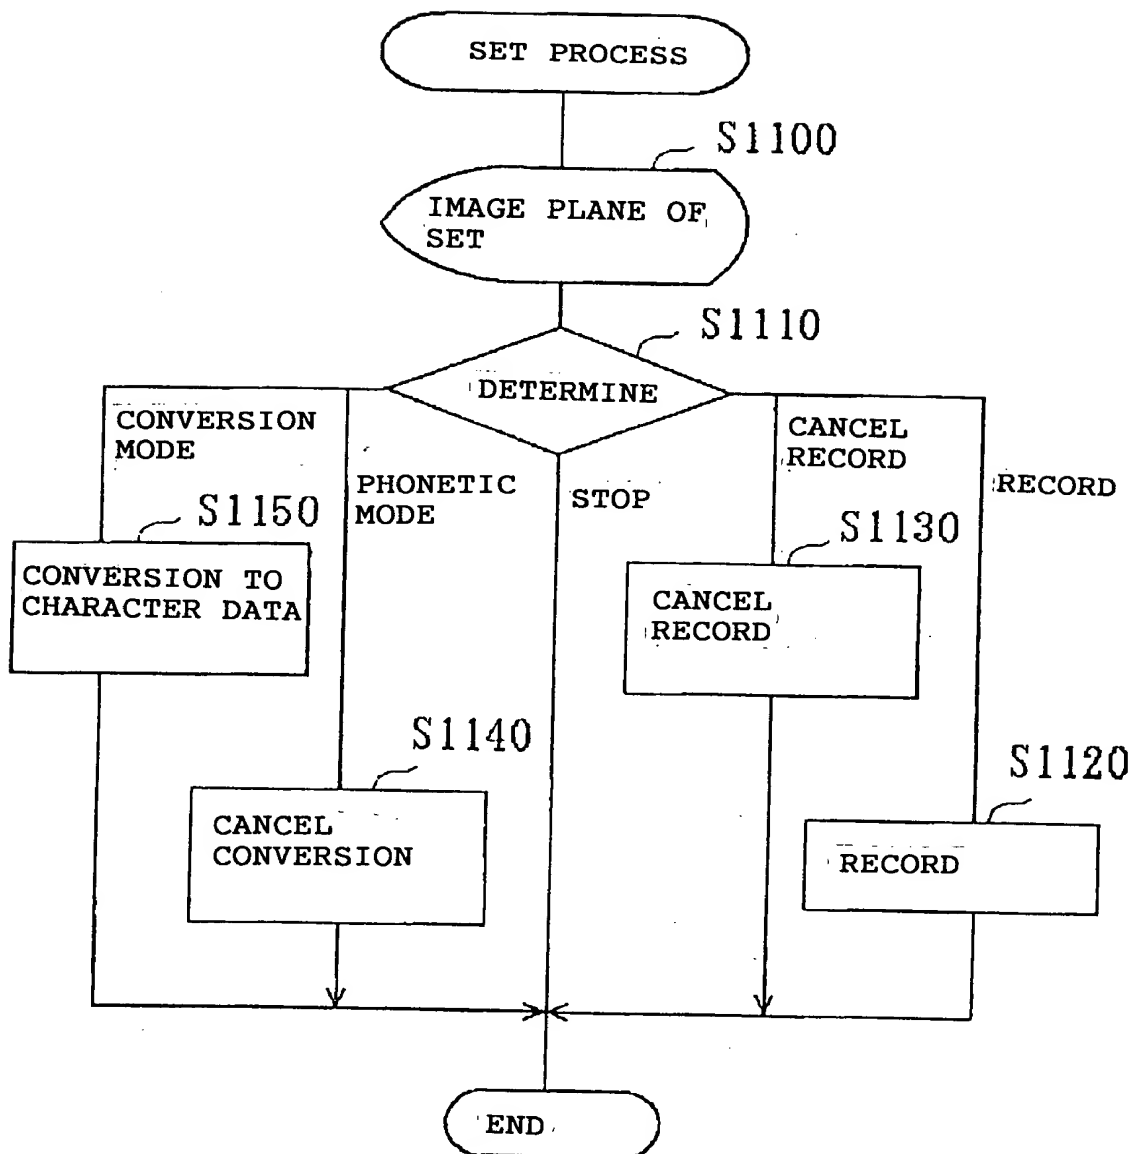 SET PROCESS
S1100
IMAGE PLANE OF
SET
S1110
DETERMINE
CONVERSION
MODE
PHONETIC
MODE
STOP
CANCEL
RECORD
RECORD
S1150
CONVERSION TO
CHARACTER DATA
S1130
CANCEL
RECORD
S1140
CANCEL
CONVERSION
S1120
RECORD
END